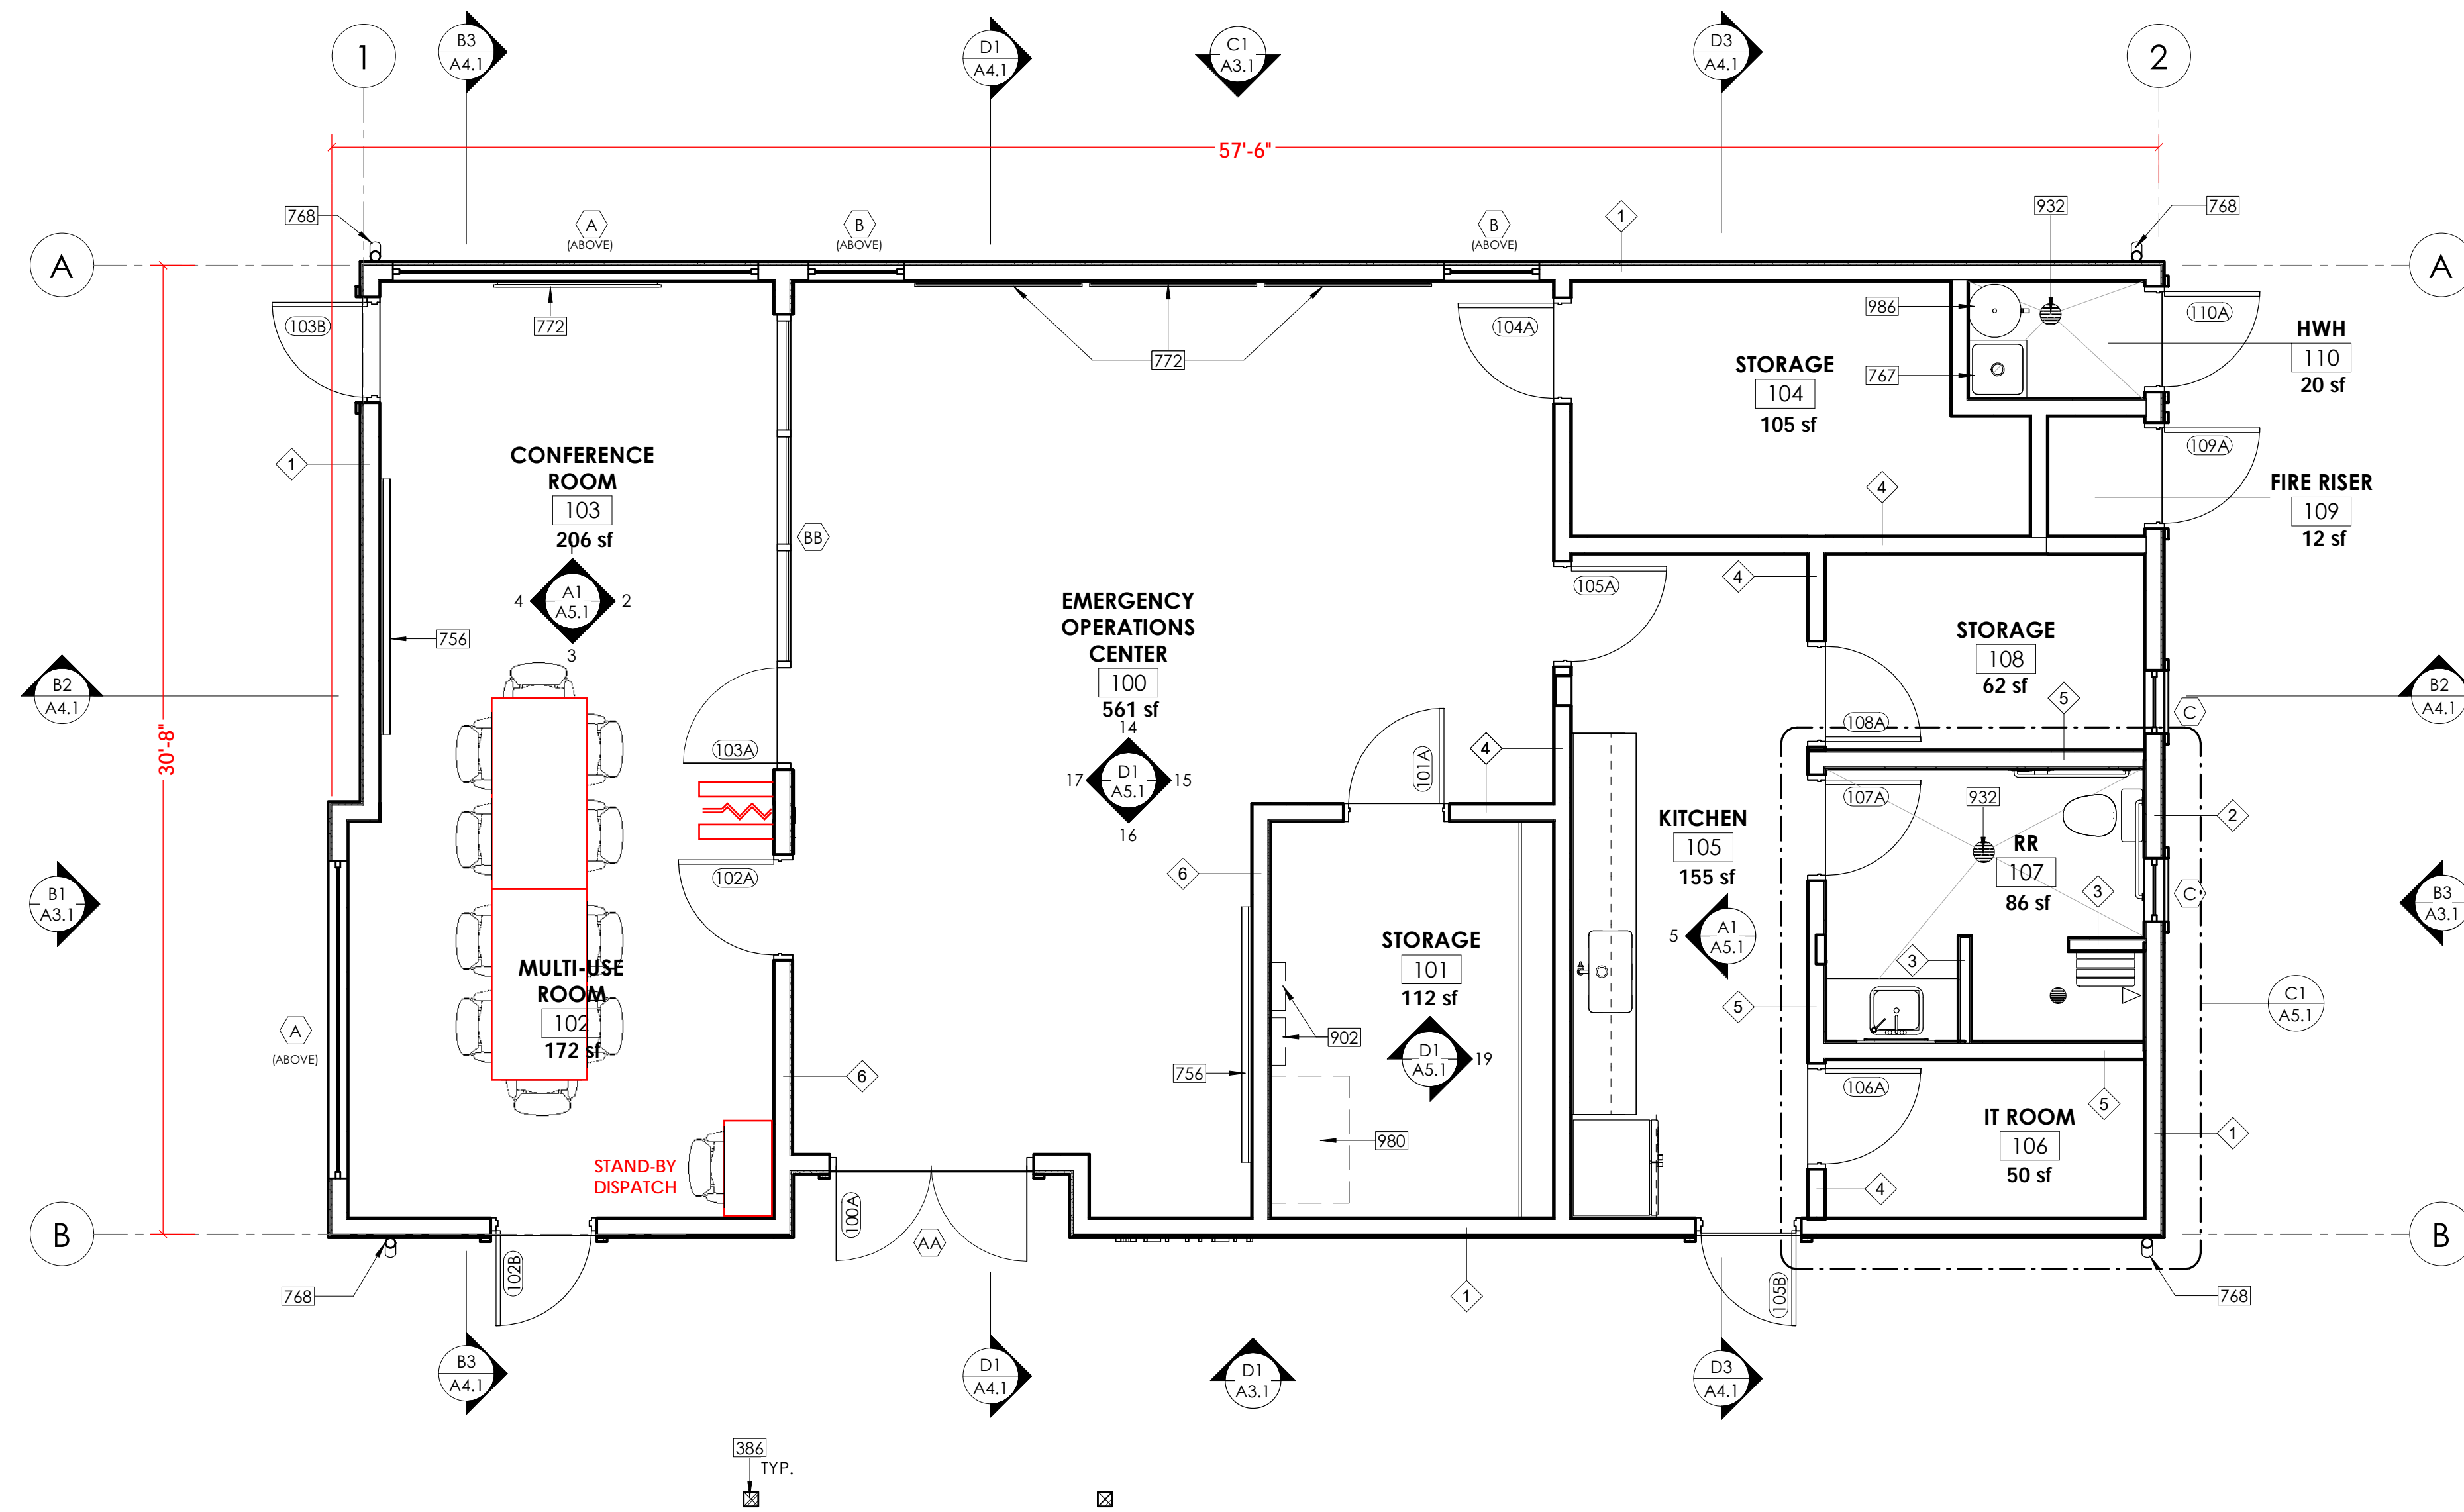 1
B3
A4.1
D1
A4.1
C1
A3.1
D3
A4.1
2
57'-6"
768
A
(ABOVE)
B
(ABOVE)
B
(ABOVE)
1
932
768
A
A
103B
772
772
104A
986
767
STORAGE
104
105 sf
110A
HWH
110
20 sf
109A
FIRE RISER
109
12 sf
1
CONFERENCE
ROOM
103
206 sf
1
4
A1
A5.1
2
3
BB
4
4
105A
756
EMERGENCY
OPERATIONS
CENTER
100
561 sf
14
17
D1
A5.1
15
16
STORAGE
108
62 sf
5
B2
A4.1
B2
A4.1
C
30'-8"
103A
101A
4
108A
107A
932
RR
107
86 sf
2
KITCHEN
105
155 sf
102A
6
3
C
B1
A3.1
B3
A3.1
5
A1
A5.1
3
STORAGE
101
112 sf
MULTI-USE
ROOM
102
172 sf
A
(ABOVE)
902
D1
A5.1
19
5
C1
A5.1
6
756
106A
5
980
IT ROOM
106
50 sf
1
STAND-BY
DISPATCH
4
100A
AA
B
B
102B
105B
768
1
768
B3
A4.1
D1
A4.1
D1
A3.1
D3
A4.1
386
TYP.